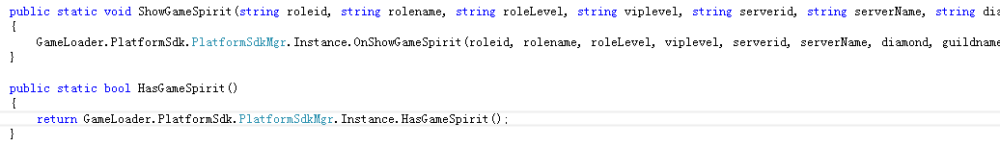 public static void ShowGameSpirit(string roleid, string rolename, string roleLevel, string viplevel, string serverid, string serverName, string dia
{
GameLoader.PlatformSdk.PlatformSdkMgr.Instance.OnShowGameSpirit(roleid, rolename, roleLevel, viplevel, serverid, serverName, diamond, guildname
}
public static bool HasGameSpirit()
{
return GameLoader.PlatformSdk.PlatformSdkMgr.Instance.HasGameSpirit();
}